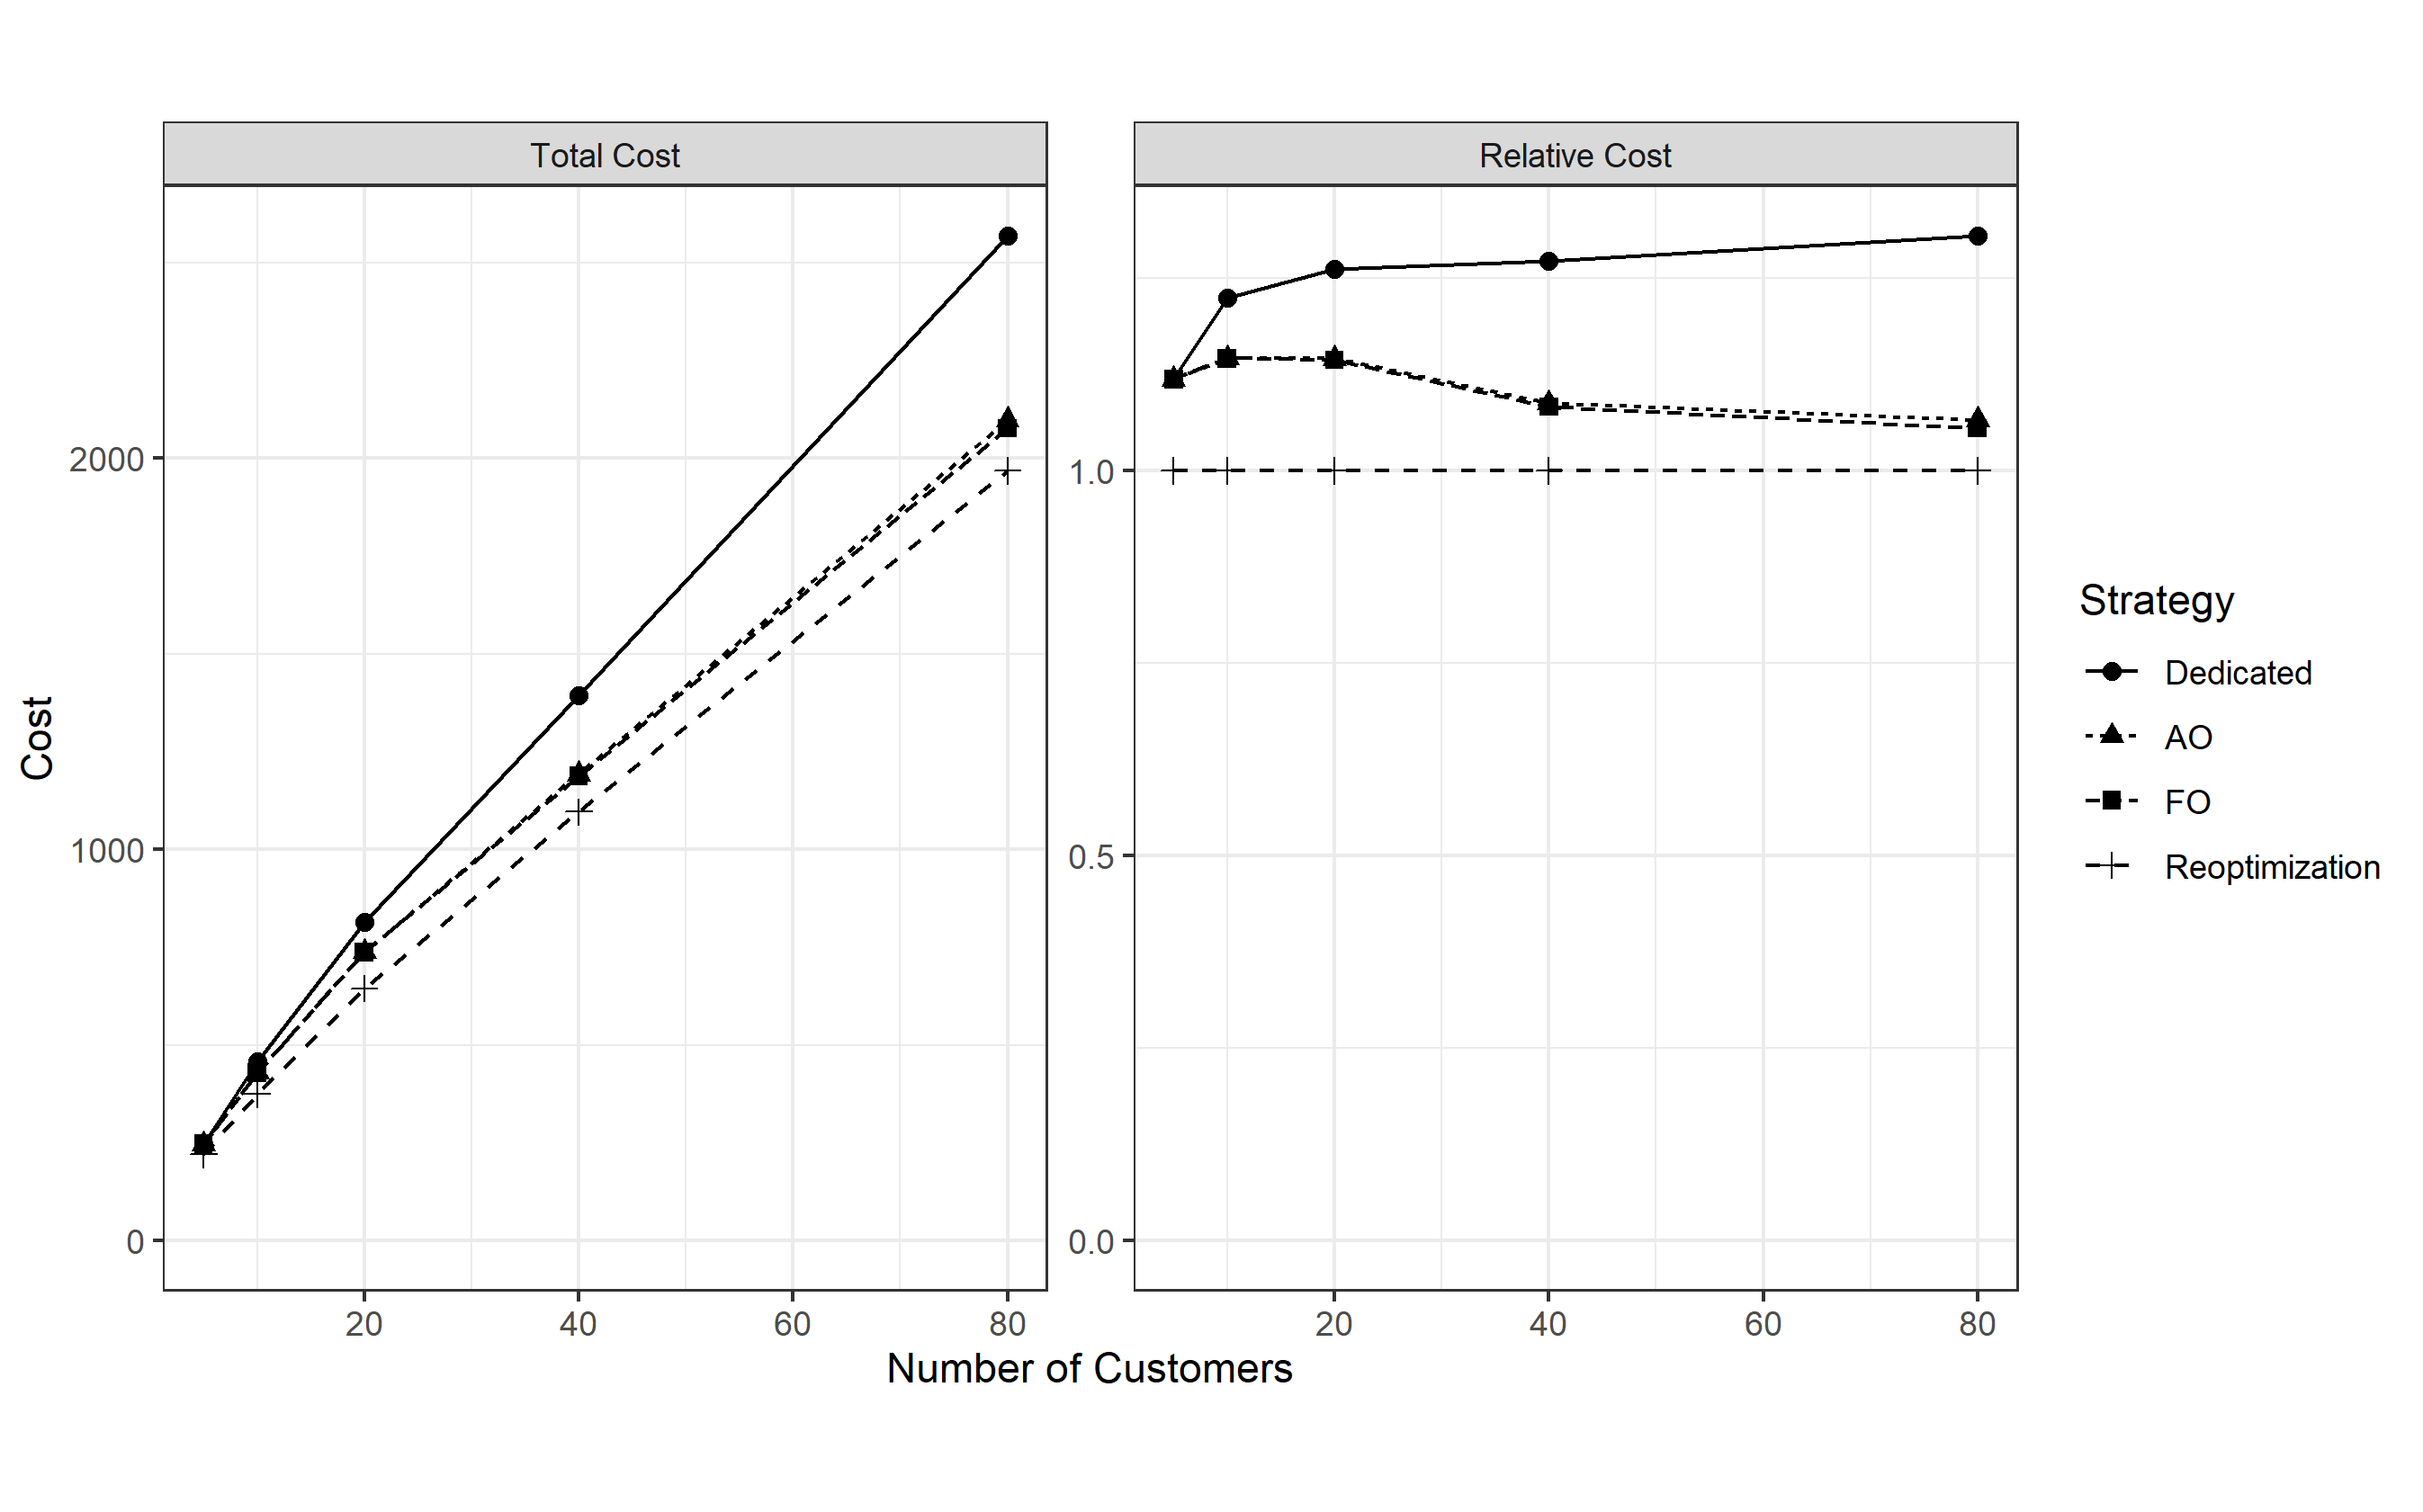 Total Cost
Relative Cost
Cost
2000
1000
0
1.0
0.5
0.0
20 40 60 80
20 40 60 80
Number of Customers
Strategy
Dedicated
AO
FO
Reoptimization